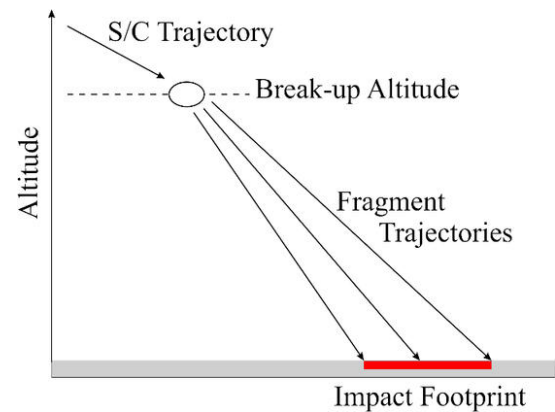 S/C Trajectory
Break-up Altitude
Altitude
Fragment
Trajectories
Impact Footprint